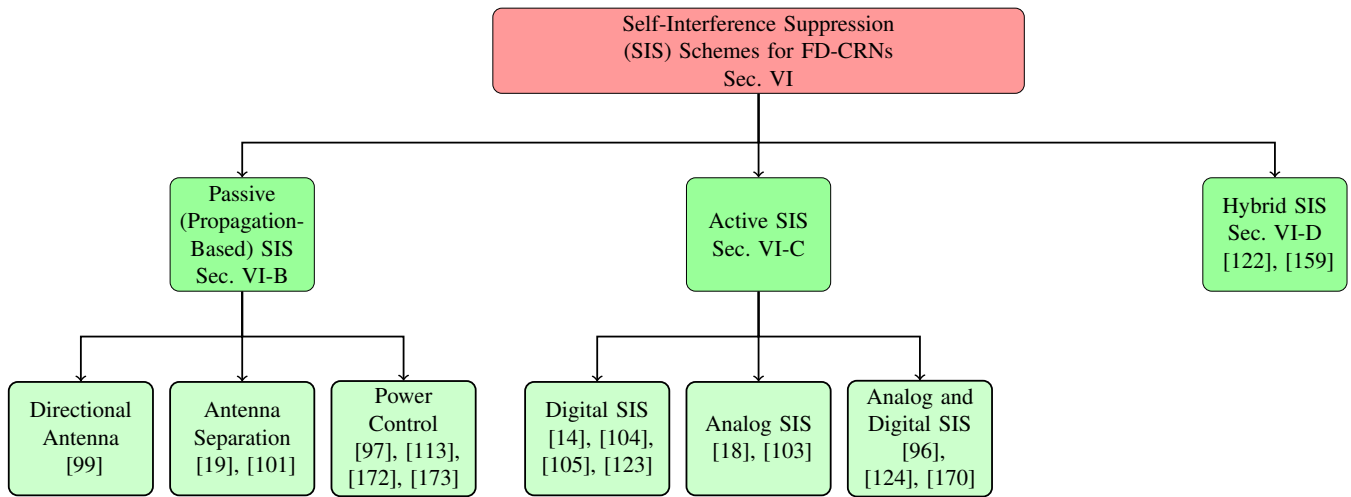 Self-Interference Suppression
(SIS) Schemes for FD-CRNs
Sec. VI
Passive
(Propagation-
Based) SIS
Sec. VI-B
Active SIS
Sec. VI-C
Hybrid SIS
Sec. VI-D
[122], [159]
Directional
Antenna
[99]
Antenna
Separation
[19], [101]
Power
Control
[97], [113],
[172], [173]
Digital SIS
[14], [104],
[105], [123]
Analog SIS
[18], [103]
Analog and
Digital SIS
[96],
[124], [170]